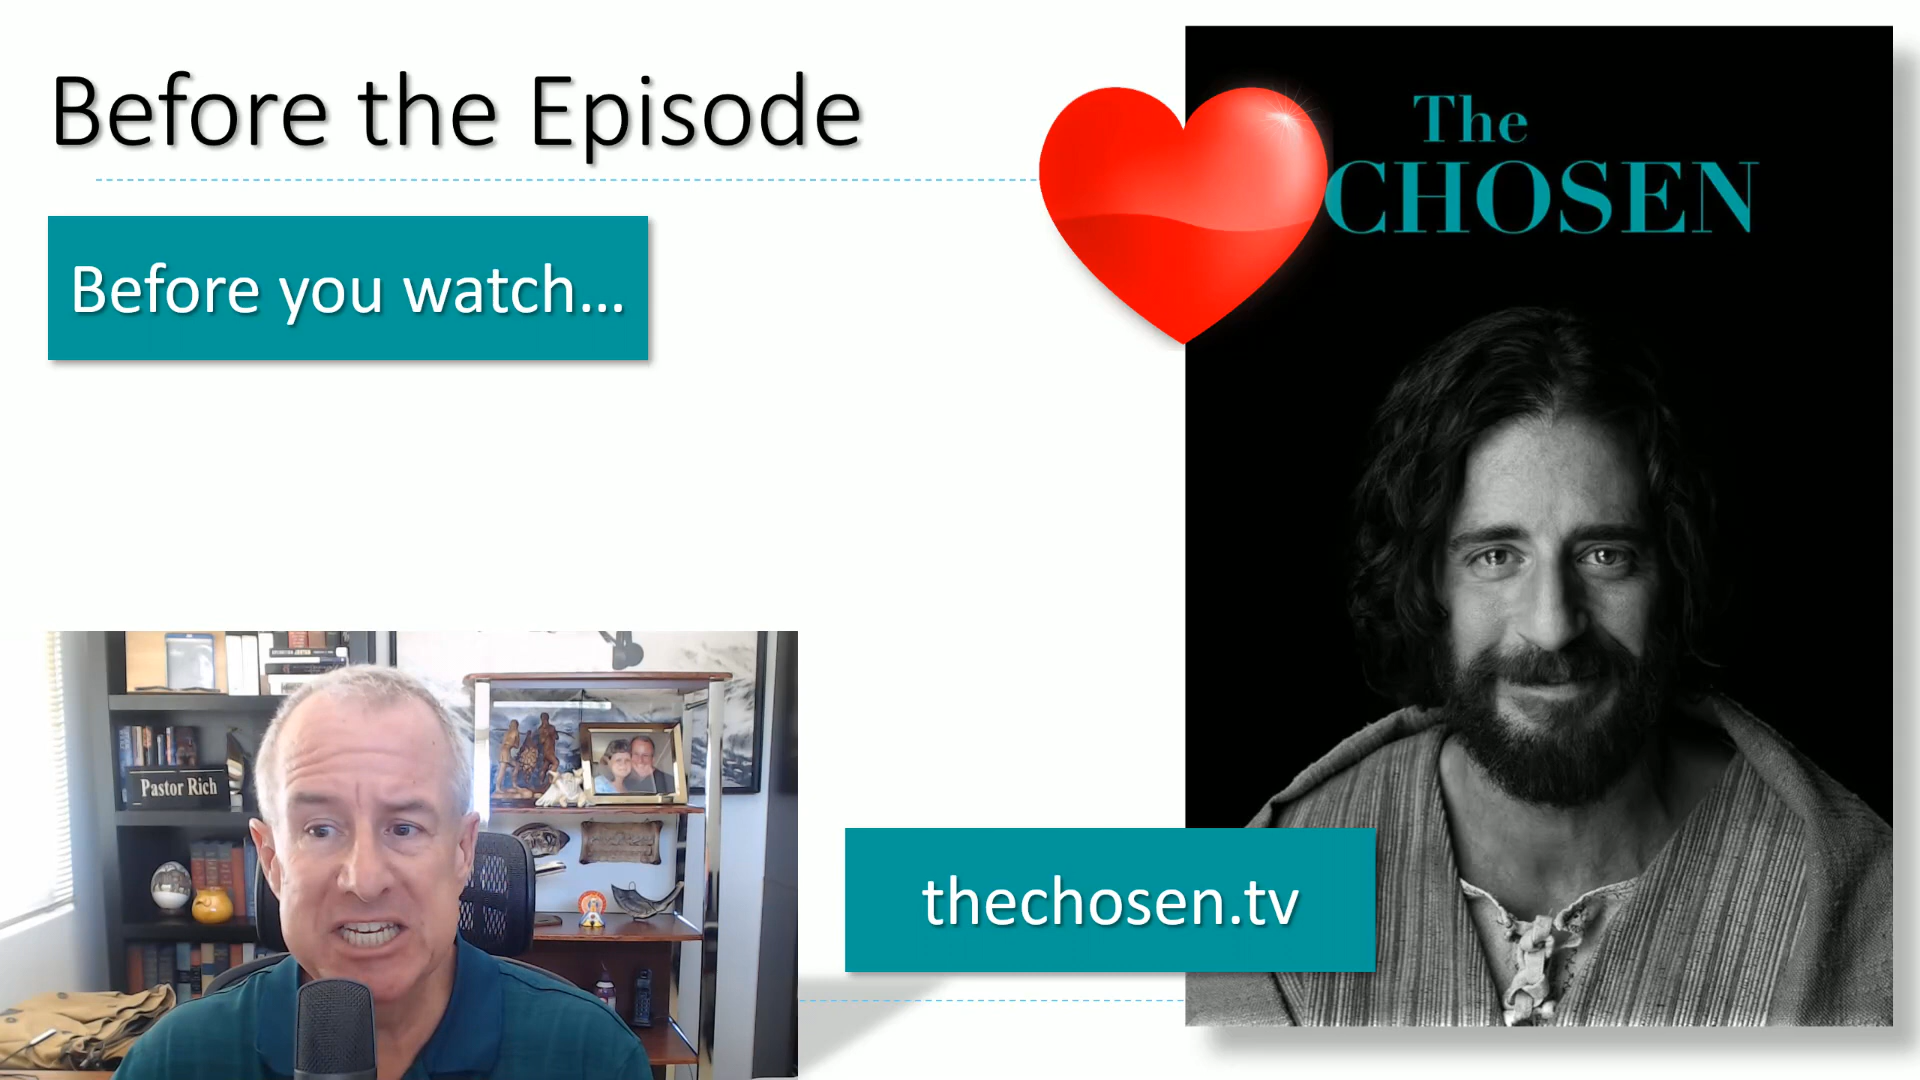 Before the Episode
The
CHOSEN
Before you watch...
Pastor Rich
thechosen.tv